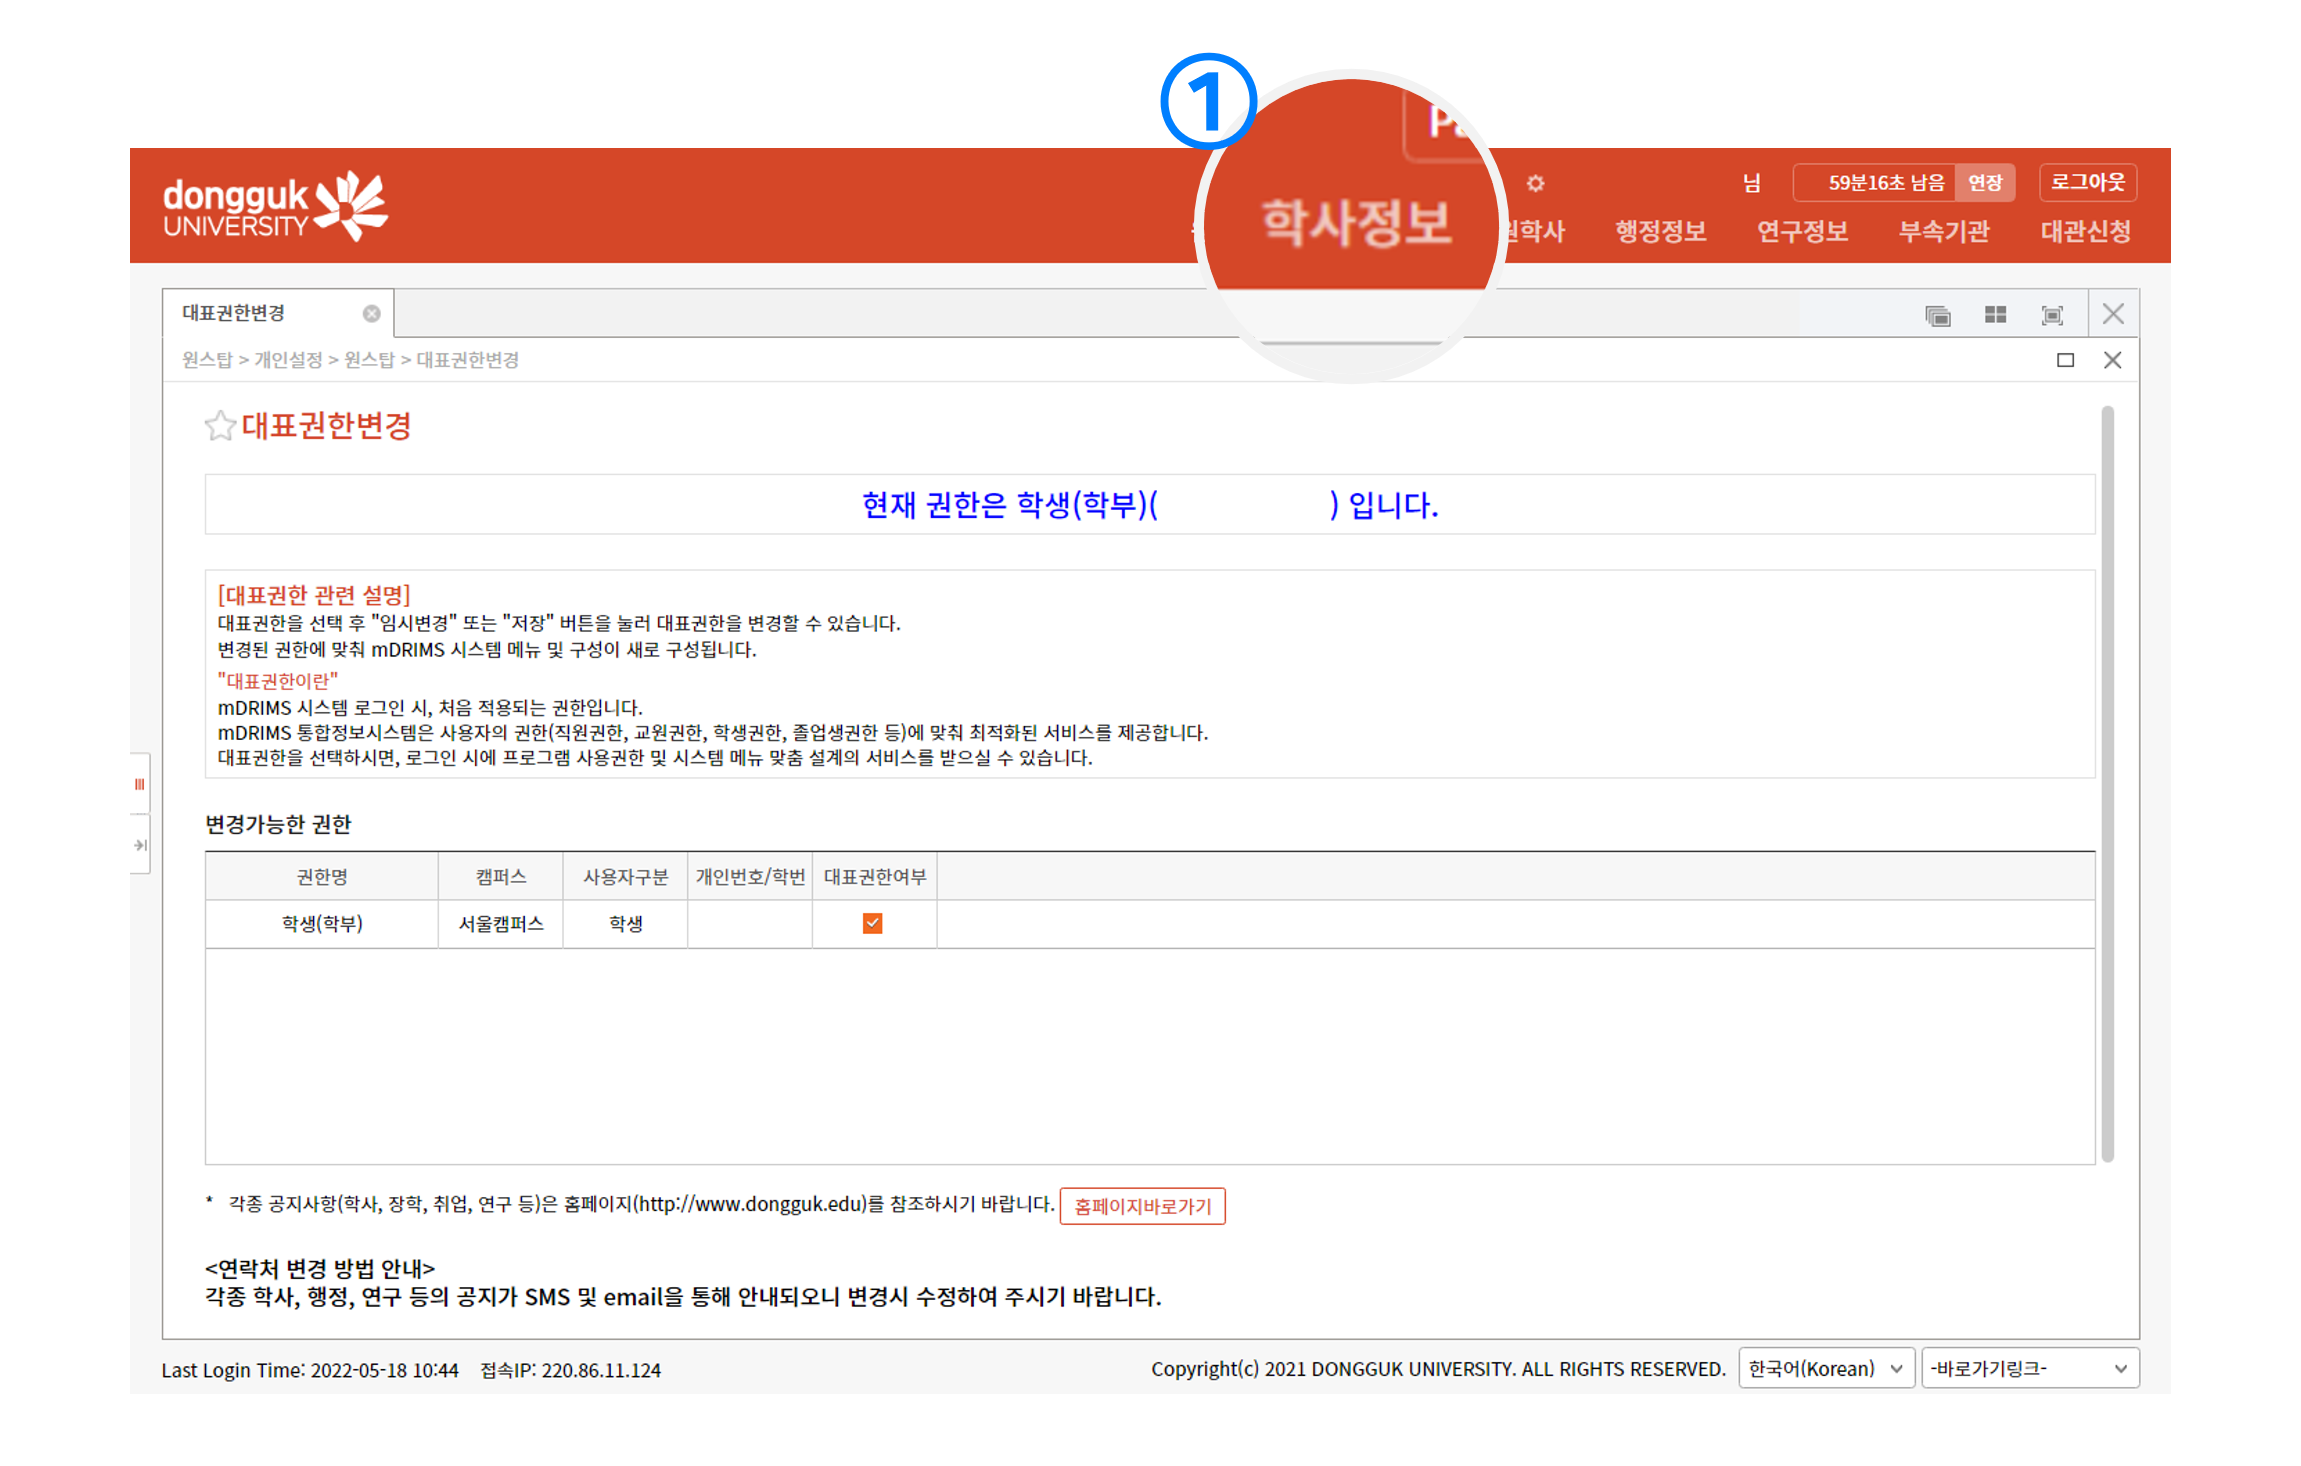 ①
dongguk
UNIVERSITY
님 59분16초 남음 연장 로그아웃
학사정보 행정정보 연구정보 부속기관 대관신청
대표권한변경
원스탑 > 개인설정 > 원스탑 > 대표권한변경
대표권한변경
현재 권한은 학생(학부)( ) 입니다.
[대표권한 관련 설명]
대표권한을 선택 후 "임시변경" 또는 "저장" 버튼을 눌러 대표권한을 변경할 수 있습니다.
변경된 권한에 맞춰 mDRIMS 시스템 메뉴 및 구성이 새로 구성됩니다.
"대표권한이란"
mDRIMS 시스템 로그인 시, 처음 적용되는 권한입니다.
mDRIMS 통합정보시스템은 사용자의 권한(직원권한, 교원권한, 학생권한, 졸업생권한 등)에 맞춰 최적화된 서비스를 제공합니다.
대표권한을 선택하시면, 로그인 시에 프로그램 사용권한 및 시스템 메뉴 맞춤 설계의 서비스를 받으실 수 있습니다.
변경가능한 권한
권한명 캠퍼스 사용자구분 개인번호/학번 대표권한여부
학생(학부) 서울캠퍼스 학생
* 각종 공지사항(학사, 장학, 취업, 연구 등)은 홈페이지(http://www.dongguk.edu)를 참조하시기 바랍니다. 홈페이지바로가기
<연락처 변경 방법 안내>
각종 학사, 행정, 연구 등의 공지가 SMS 및 email을 통해 안내되오니 변경시 수정하여 주시기 바랍니다.
Last Login Time: 2022-05-18 10:44 접속IP: 220.86.11.124
Copyright(c) 2021 DONGGUK UNIVERSITY. ALL RIGHTS RESERVED. 한국어(Korean) -바로가기링크-